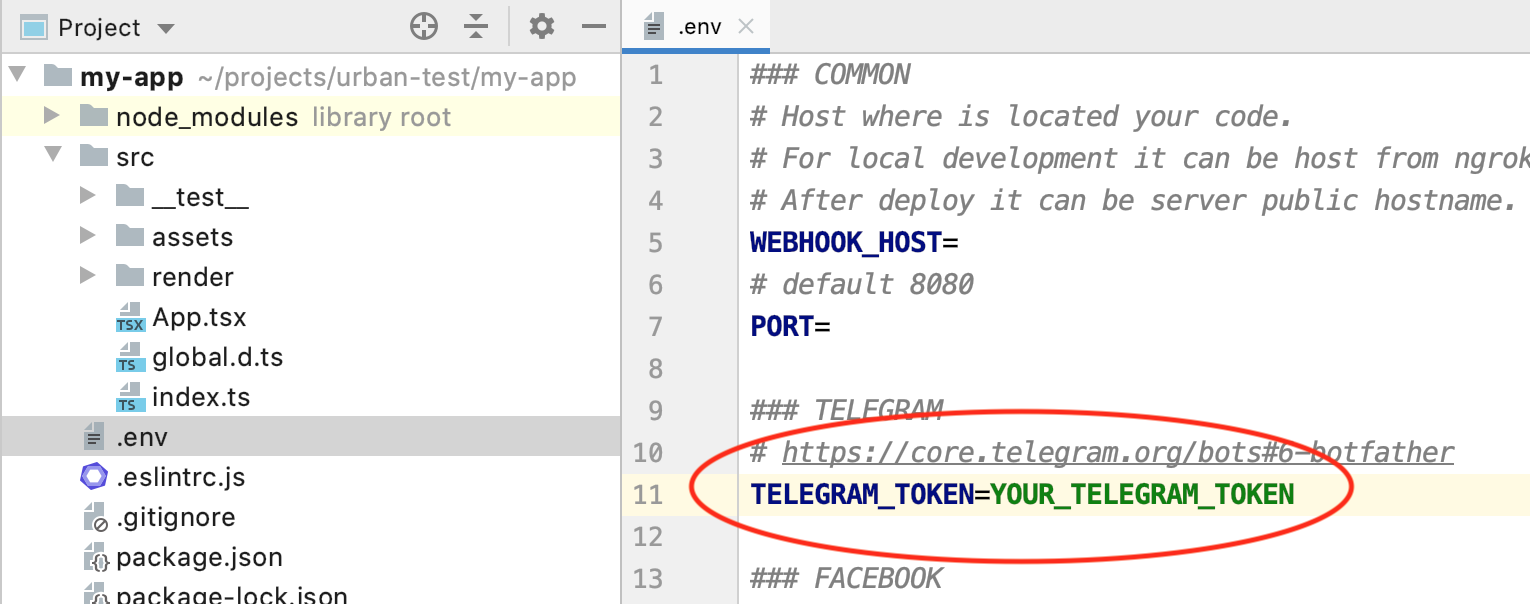 Project
my-app ~/projects/urban-test/my-app
node_modules library root
src
__test__
assets
render
TSX App.tsx
TS global.d.ts
TS index.ts
.env
.eslintrc.js
.gitignore
package.json
package-lock.json
.env
1 ### COMMON
2 # Host where is located your code.
3 # For local development it can be host from ngrok
4 # After deploy it can be server public hostname.
5 WEBHOOK_HOST=
6 # default 8080
7 PORT=
8
9 ### TELEGRAM
10 # https://core.telegram.org/bots#6-botfather
11 TELEGRAM_TOKEN=YOUR_TELEGRAM_TOKEN
12
13 ### FACEBOOK